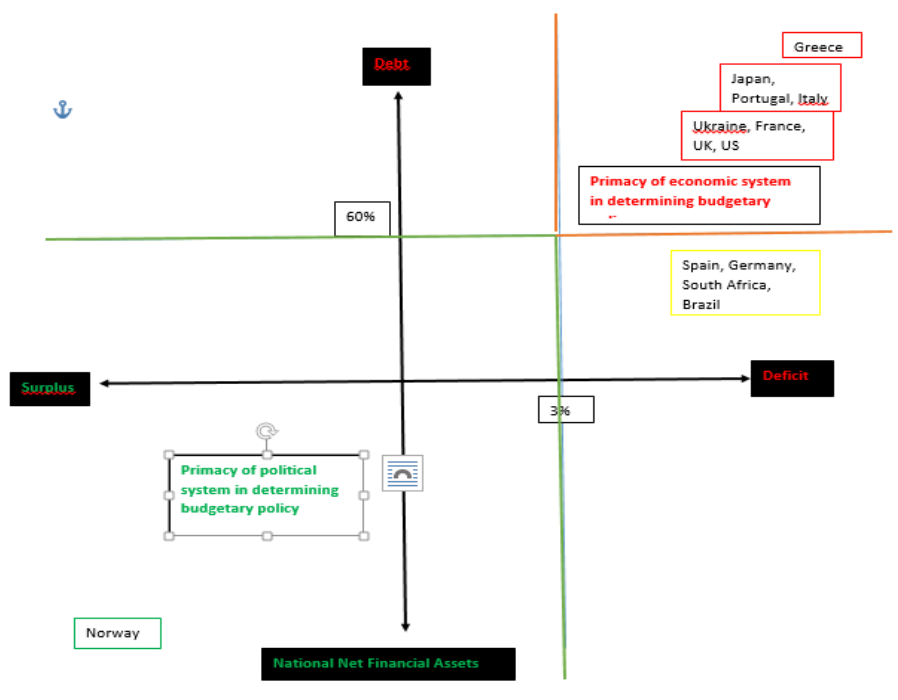 Greece
Debt
Japan,
Portugal, Italy
Ukraine, France,
UK, US
Primacy of economic system
in determining budgetary
60%
Spain, Germany,
South Africa,
Brazil
Surplus
Deficit
3%
Primacy of political
system in determining
budgetary policy
Norway
National Net Financial Assets